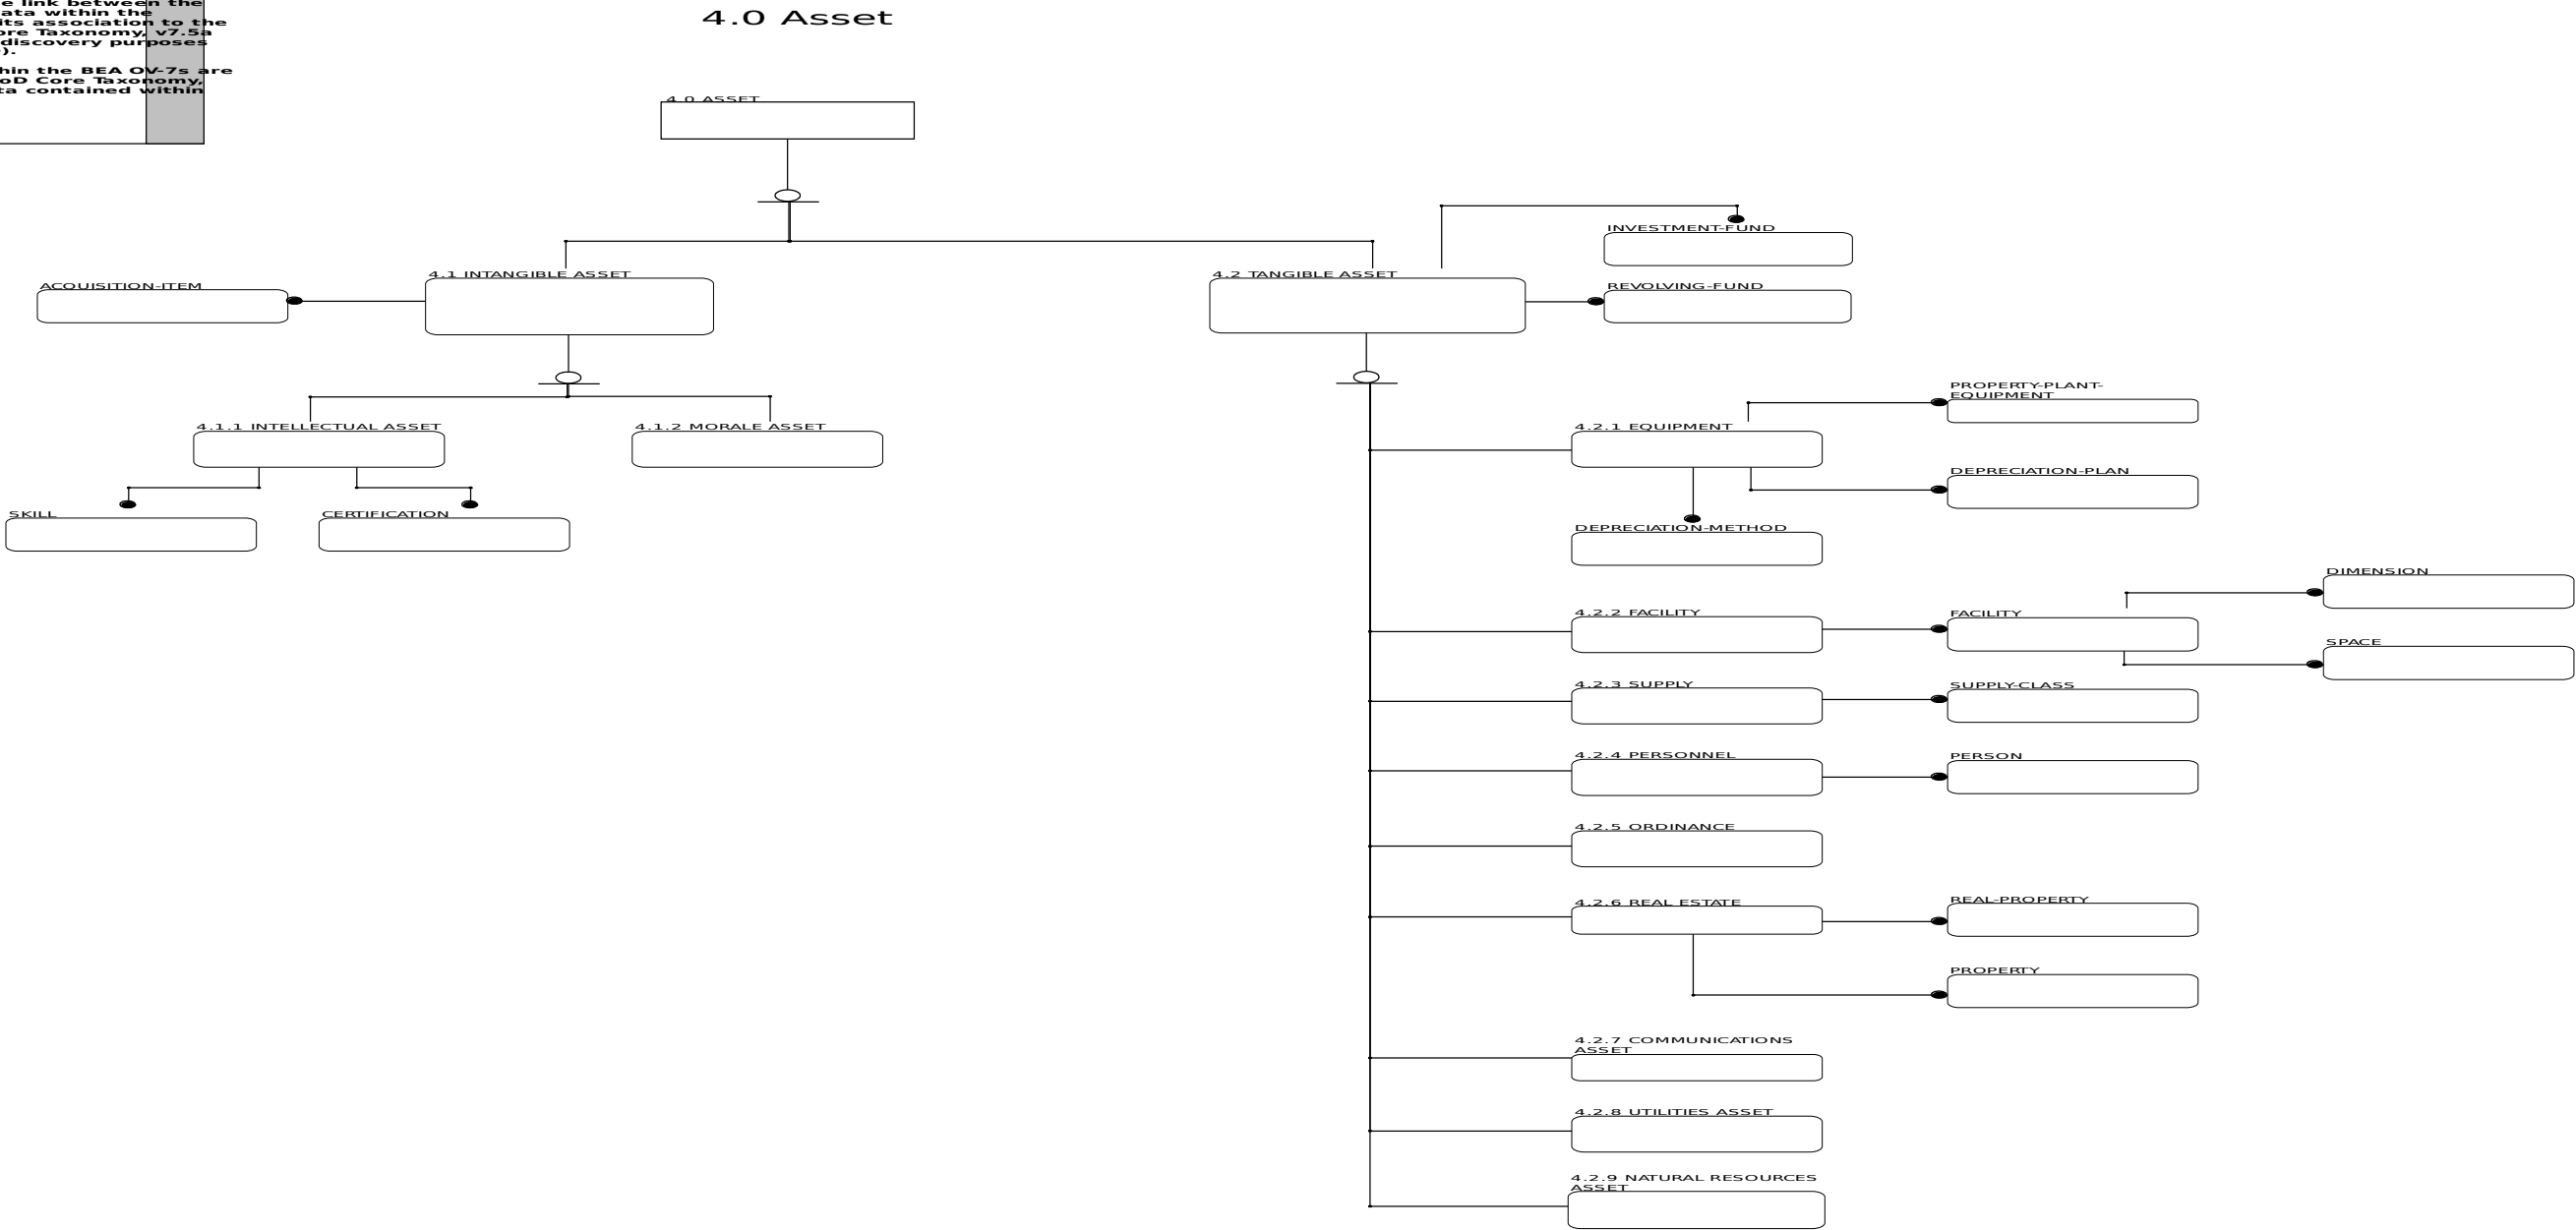 e link between the
ata within the
its association to the
ore Taxonomy, v7.5a
discovery purposes
).
hin the BEA OV-7s are
oD Core Taxonomy,
ta contained within
4.0 Asset
4.0 ASSET
INVESTMENT-FUND
4.1 INTANGIBLE ASSET
4.2 TANGIBLE ASSET
ACQUISITION-ITEM
REVOLVING-FUND
PROPERTY-PLANT-
EQUIPMENT
4.1.1 INTELLECTUAL ASSET
4.1.2 MORALE ASSET
4.2.1 EQUIPMENT
DEPRECIATION-PLAN
SKILL
CERTIFICATION
DEPRECIATION-METHOD
DIMENSION
4.2.2 FACILITY
FACILITY
SPACE
4.2.3 SUPPLY
SUPPLY-CLASS
4.2.4 PERSONNEL
PERSON
4.2.5 ORDINANCE
4.2.6 REAL ESTATE
REAL-PROPERTY
PROPERTY
4.2.7 COMMUNICATIONS
ASSET
4.2.8 UTILITIES ASSET
4.2.9 NATURAL RESOURCES
ASSET